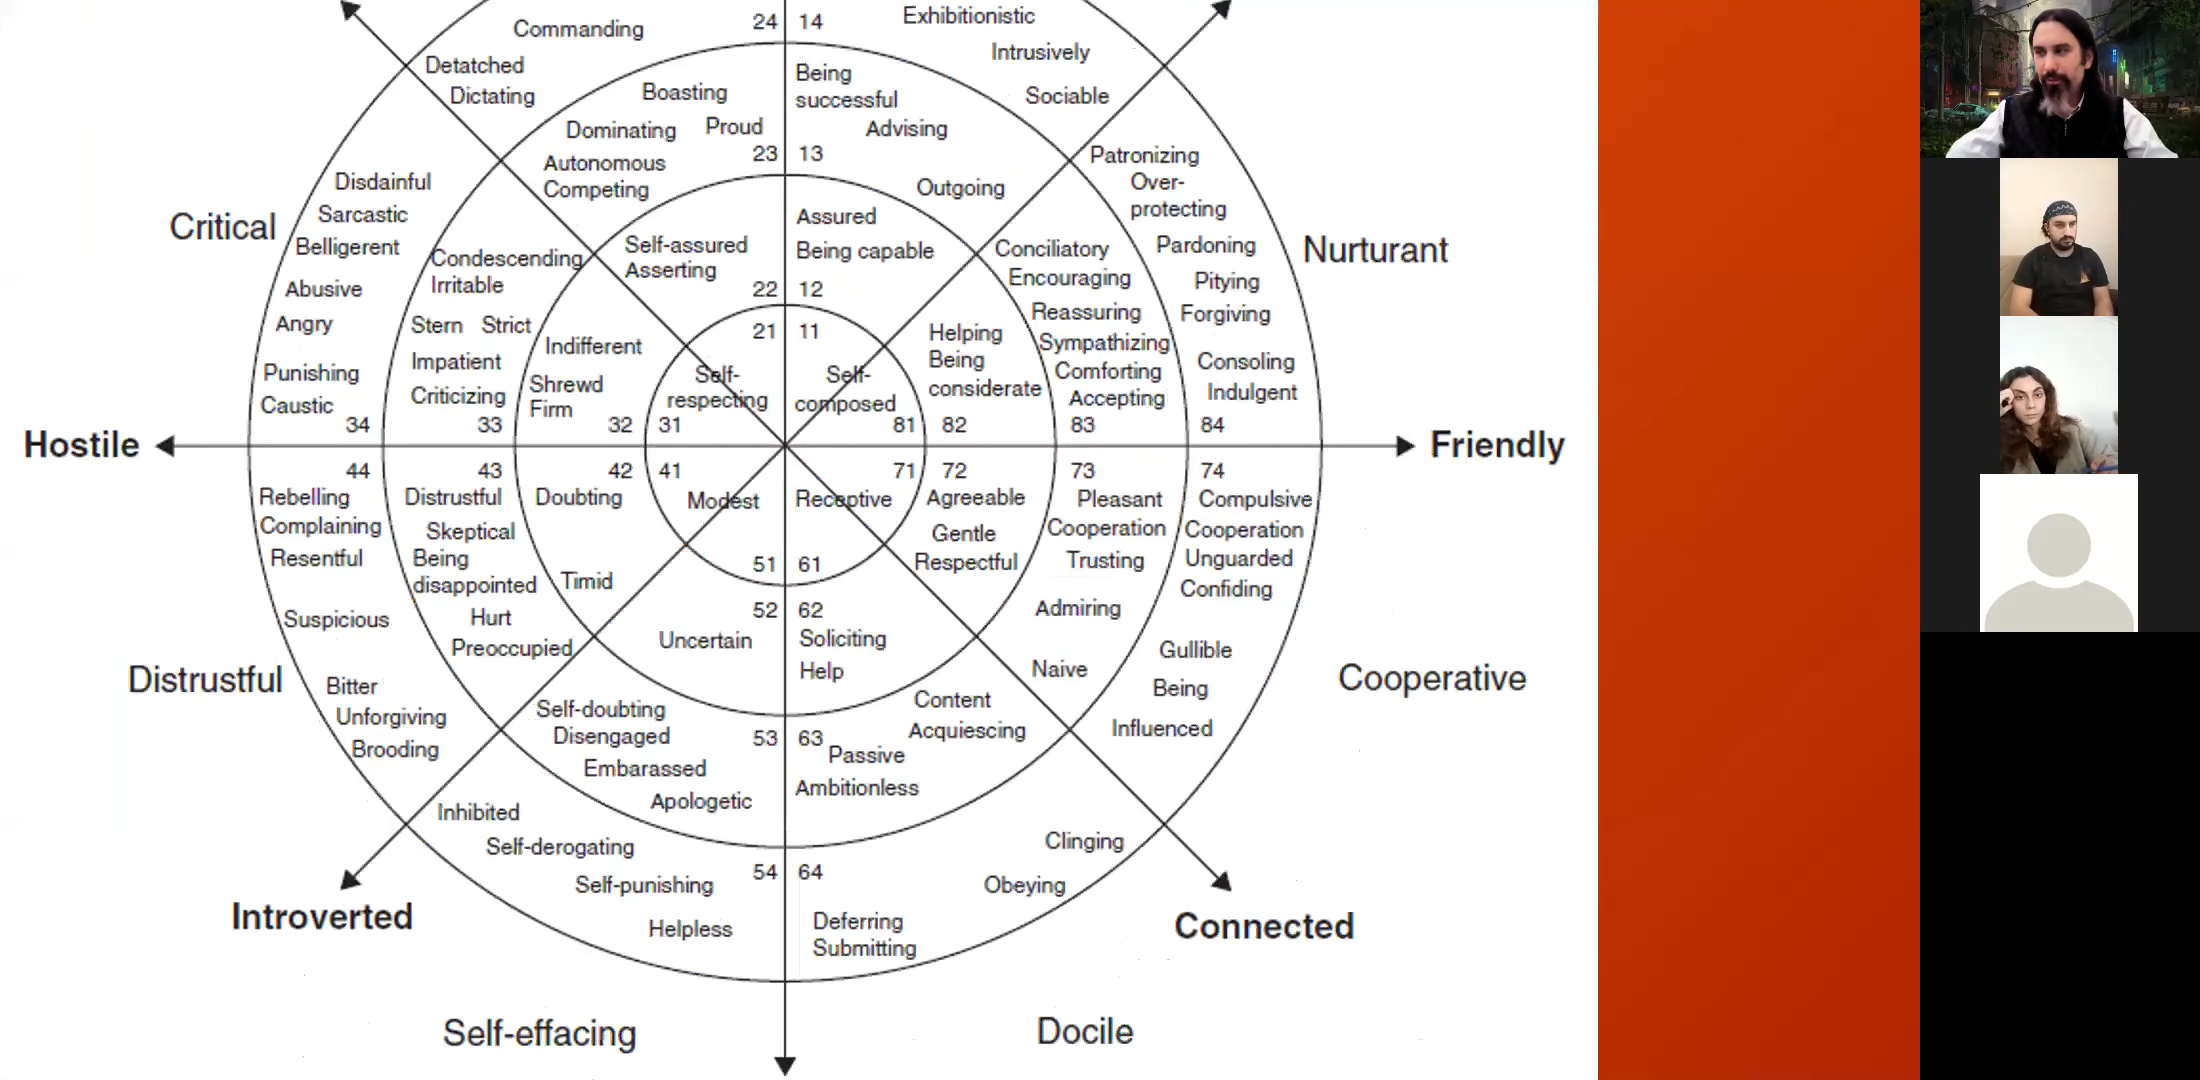 Commanding
24
14
Exhibitionistic
Intrusively
Sociable
Detatched
Dictating
Boasting
Dominating
Proud
Autonomous
Competing
23
13
Being
successful
Advising
Outgoing
Patronizing
Over-
protecting
Pardoning
Pitying
Forgiving
Consoling
Indulgent
84
Nurturant
Critical
Disdainful
Sarcastic
Belligerent
Abusive
Angry
Punishing
Caustic
34
Condescending
Irritable
Stern Strict
Impatient
Criticizing
33
Self-assured
Asserting
22
12
Assured
Being capable
Conciliatory
Encouraging
Reassuring
Sympathizing
Comforting
Accepting
83
Indifferent
Shrewd
Firm
32
21
11
Self-
respecting
31
Self-
composed
81
Helping
Being
considerate
82
Hostile
Friendly
44
Rebelling
Complaining
Resentful
Suspicious
Bitter
Unforgiving
Brooding
Distrustful
43
Distrustful
Skeptical
Being
disappointed
Hurt
Preoccupied
42
Doubting
Timid
41
Modest
51
71
Receptive
61
72
Agreeable
Gentle
Respectful
73
Pleasant
Cooperation
Trusting
Admiring
Naive
74
Compulsive
Cooperation
Unguarded
Confiding
Gullible
Being
Influenced
Cooperative
52
Uncertain
62
Soliciting
Help
Self-doubting
Disengaged
Embarassed
Apologetic
53
63
Content
Acquiescing
Passive
Ambitionless
Inhibited
Self-derogating
Self-punishing
Helpless
54
64
Clinging
Obeying
Deferring
Submitting
Introverted
Connected
Self-effacing
Docile